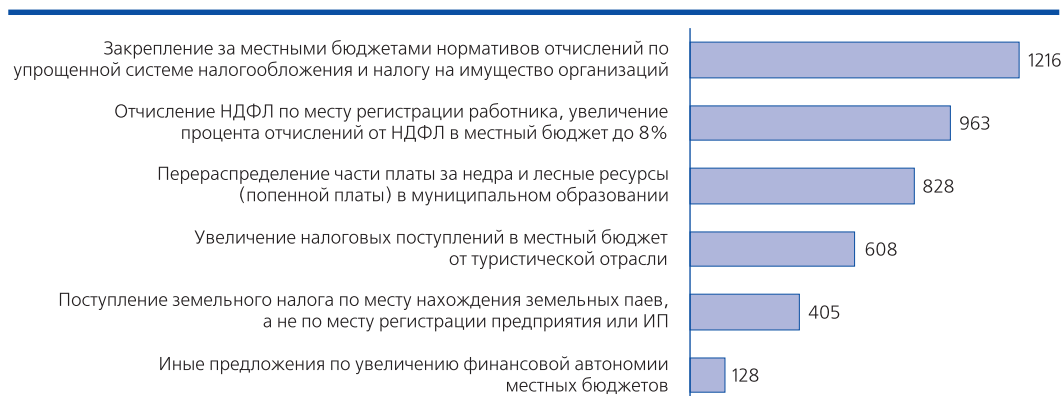 Закрепление за местными бюджетами нормативов отчислений по
упрощенной системе налогообложения и налогу на имущество организаций
1216
Отчисление НДФЛ по месту регистрации работника, увеличение
процента отчислений от НДФЛ в местный бюджет до 8%
963
Перераспределение части платы за недра и лесные ресурсы
(попенной платы) в муниципальном образовании
828
Увеличение налоговых поступлений в местный бюджет
от туристической отрасли
608
Поступление земельного налога по месту нахождения земельных паев,
а не по месту регистрации предприятия или ИП
405
Иные предложения по увеличению финансовой автономии
местных бюджетов
128